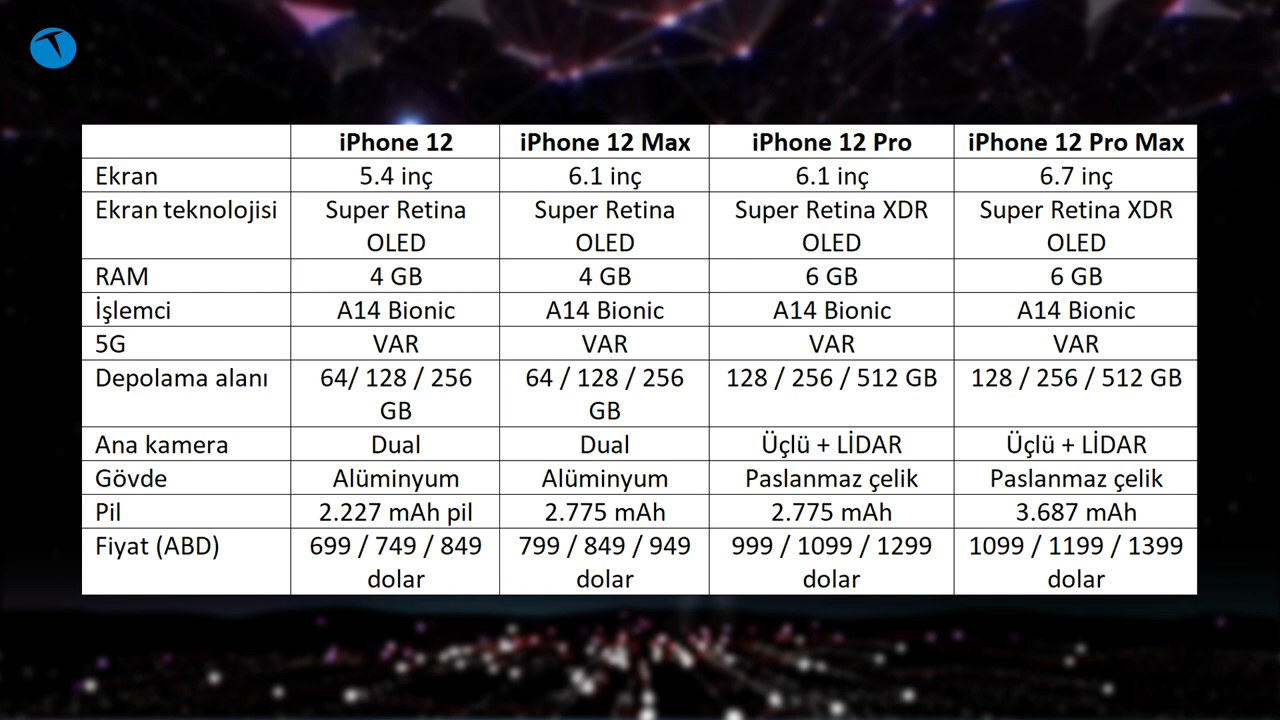 iPhone 12 iPhone 12 Max iPhone 12 Pro iPhone 12 Pro Max
Ekran 5.4 inç 6.1 inç 6.1 inç 6.7 inç
Ekran teknolojisi Super Retina Super Retina Super Retina XDR Super Retina XDR
OLED OLED OLED OLED
RAM 4 GB 4 GB 6 GB 6 GB
İşlemci A14 Bionic A14 Bionic A14 Bionic A14 Bionic
5G VAR VAR VAR VAR
Depolama alanı 64/ 128 / 256 64 / 128 / 256 128 / 256 / 512 GB 128 / 256 / 512 GB
GB GB
Ana kamera Dual Dual Üçlü + LİDAR Üçlü + LİDAR
Gövde Alüminyum Alüminyum Paslanmaz çelik Paslanmaz çelik
Pil 2.227 mAh pil 2.775 mAh 2.775 mAh 3.687 mAh
Fiyat (ABD) 699 / 749 / 849 799 / 849 / 949 999 / 1099 / 1299 1099 / 1199 / 1399
dolar dolar dolar dolar